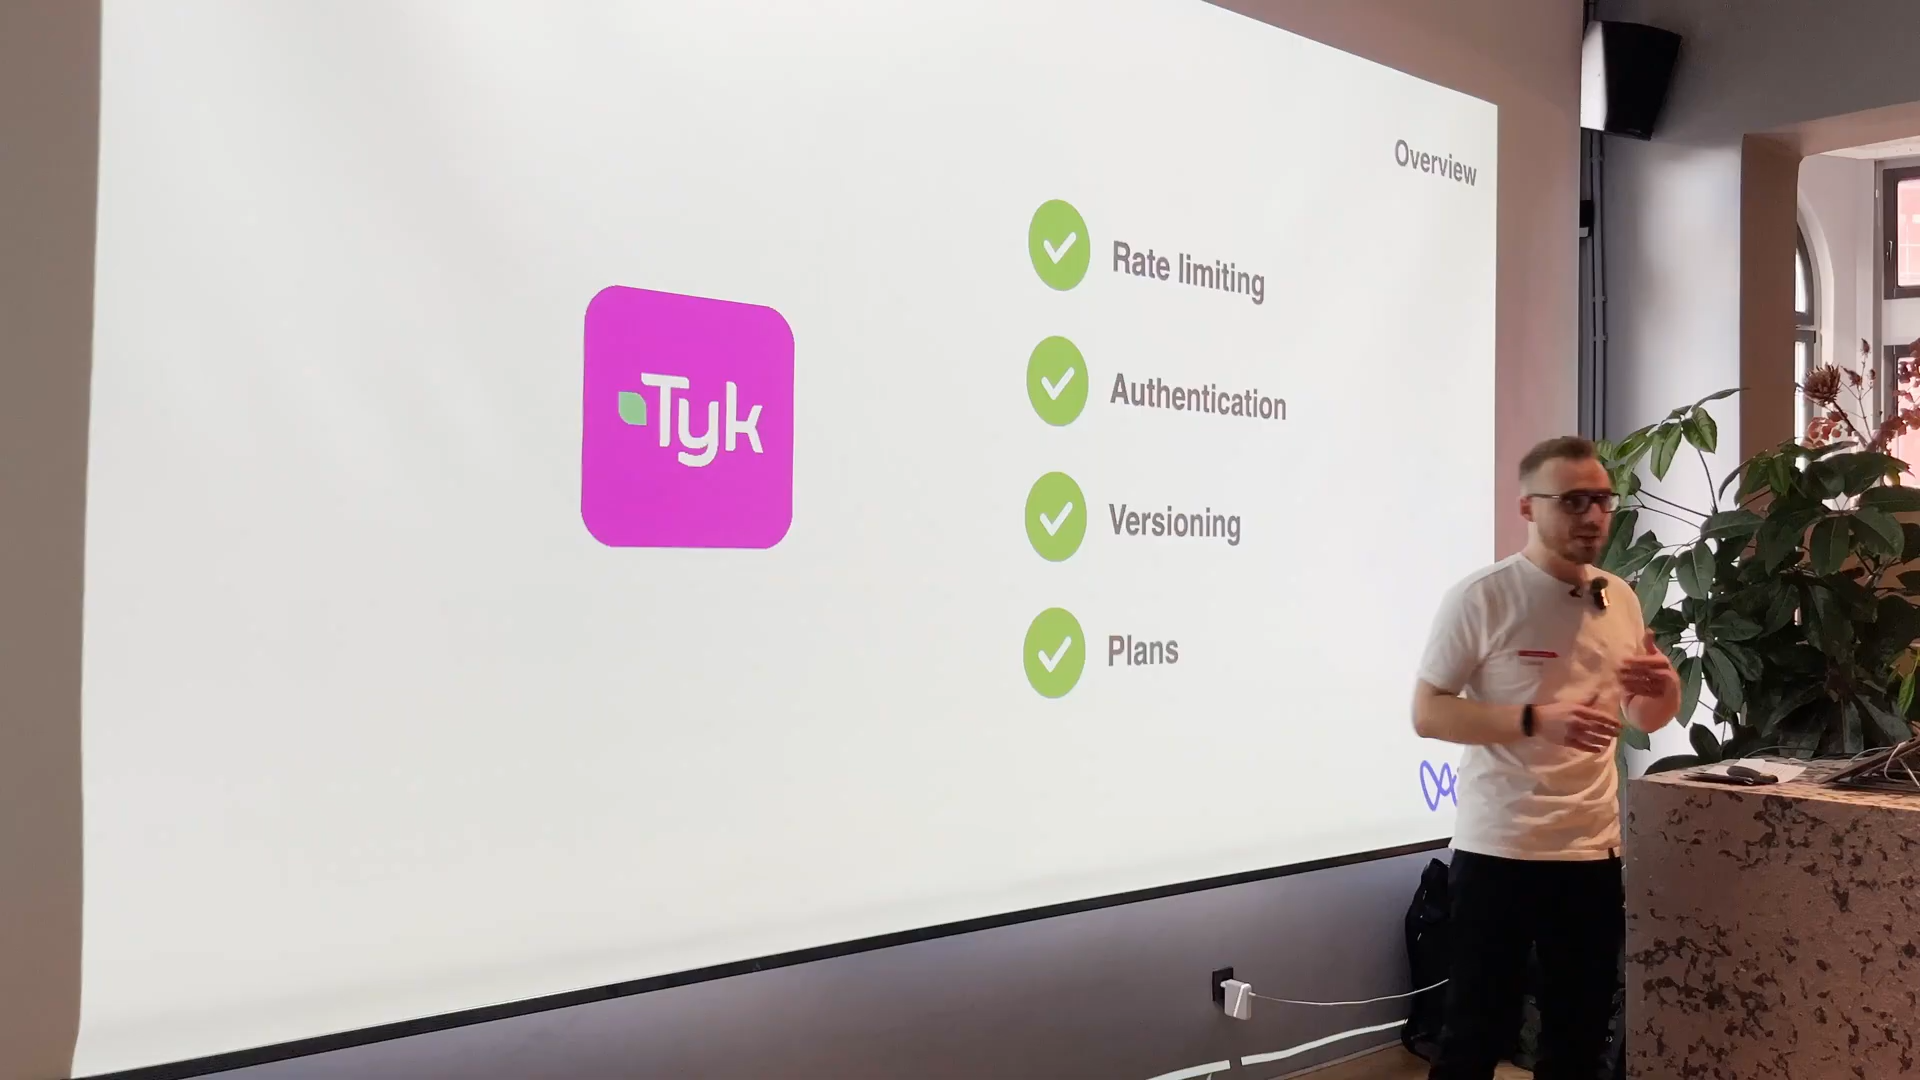 Overview
Tyk
Rate limiting
Authentication
Versioning
Plans